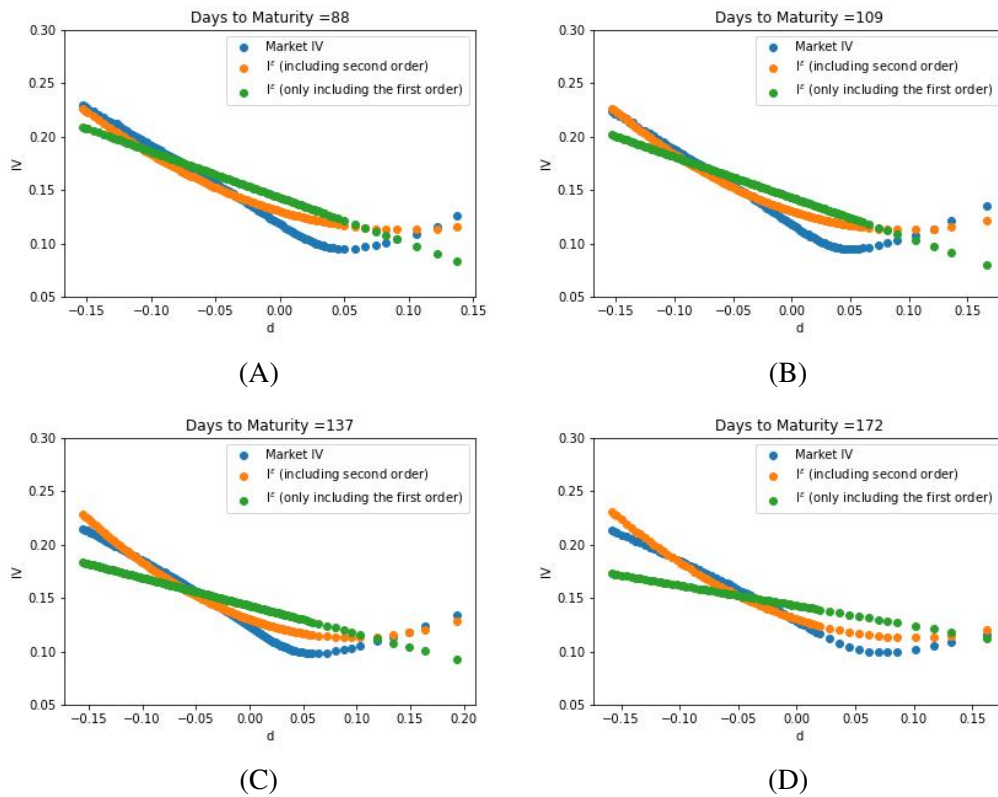 Days to Maturity =88
0.30
0.25
0.20
0.15
0.10
0.05
IV
Market IV
I^ε (including second order)
I^ε (only including the first order)
−0.15 −0.10 −0.05 0.00 0.05 0.10 0.15
d
(A)
Days to Maturity =109
0.30
0.25
0.20
0.15
0.10
0.05
IV
Market IV
I^ε (including second order)
I^ε (only including the first order)
−0.15 −0.10 −0.05 0.00 0.05 0.10 0.15
d
(B)
Days to Maturity =137
0.30
0.25
0.20
0.15
0.10
0.05
IV
Market IV
I^ε (including second order)
I^ε (only including the first order)
−0.15 −0.10 −0.05 0.00 0.05 0.10 0.15 0.20
d
(C)
Days to Maturity =172
0.30
0.25
0.20
0.15
0.10
0.05
IV
Market IV
I^ε (including second order)
I^ε (only including the first order)
−0.15 −0.10 −0.05 0.00 0.05 0.10 0.15
d
(D)